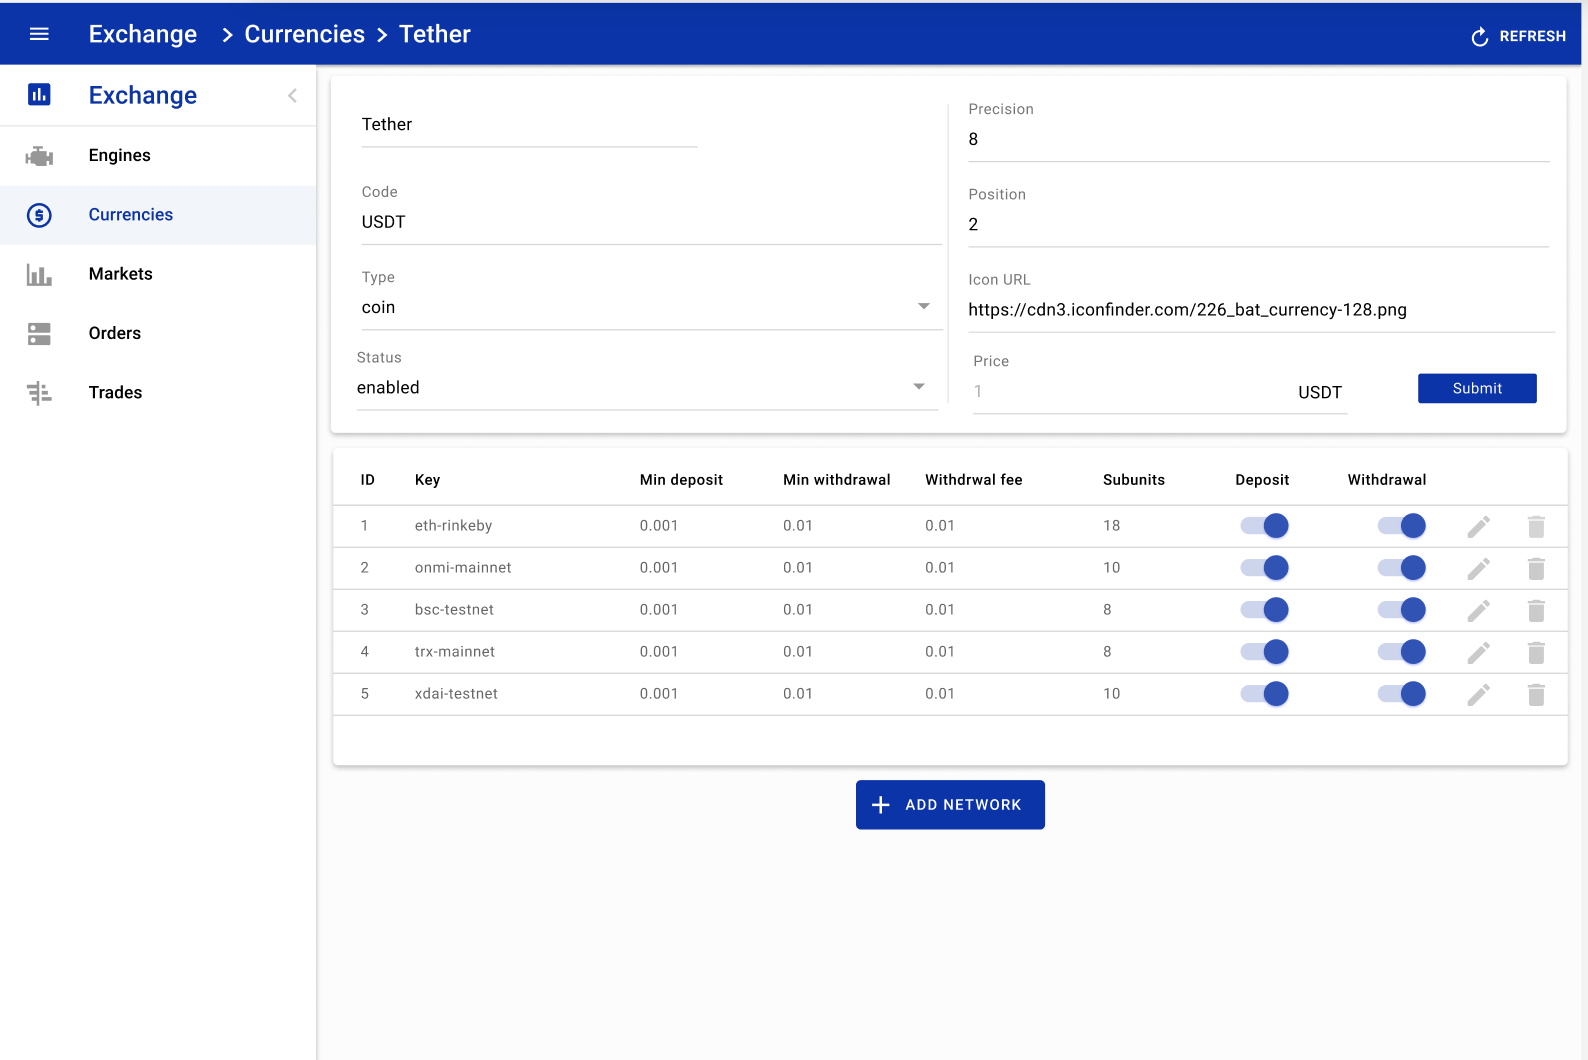 Exchange > Currencies > Tether
REFRESH
Exchange
Engines
Currencies
Markets
Orders
Trades
Tether
Code
USDT
Type
coin
Status
enabled
Precision
8
Position
2
Icon URL
https://cdn3.iconfinder.com/226_bat_currency-128.png
Price
1 USDT
Submit
ID Key Min deposit Min withdrawal Withdrwal fee Subunits Deposit Withdrawal
1 eth-rinkeby 0.001 0.01 0.01 18
2 onmi-mainnet 0.001 0.01 0.01 10
3 bsc-testnet 0.001 0.01 0.01 8
4 trx-mainnet 0.001 0.01 0.01 8
5 xdai-testnet 0.001 0.01 0.01 10
ADD NETWORK